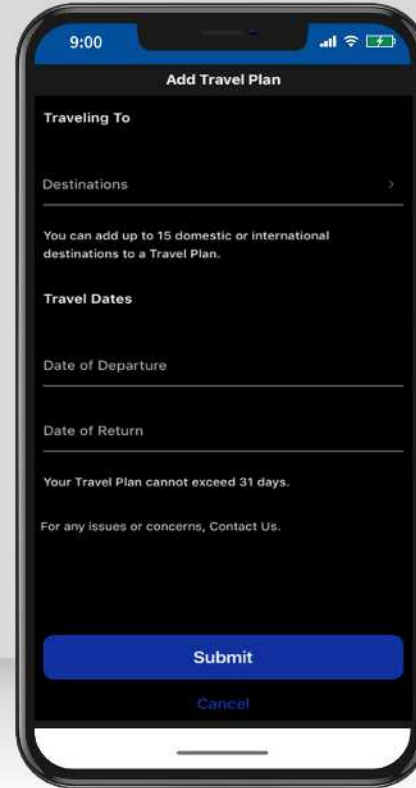 9:00
Add Travel Plan
Traveling To
Destinations
You can add up to 15 domestic or international
destinations to a Travel Plan.
Travel Dates
Date of Departure
Date of Return
Your Travel Plan cannot exceed 31 days.
For any issues or concerns, Contact Us.
Submit
Cancel